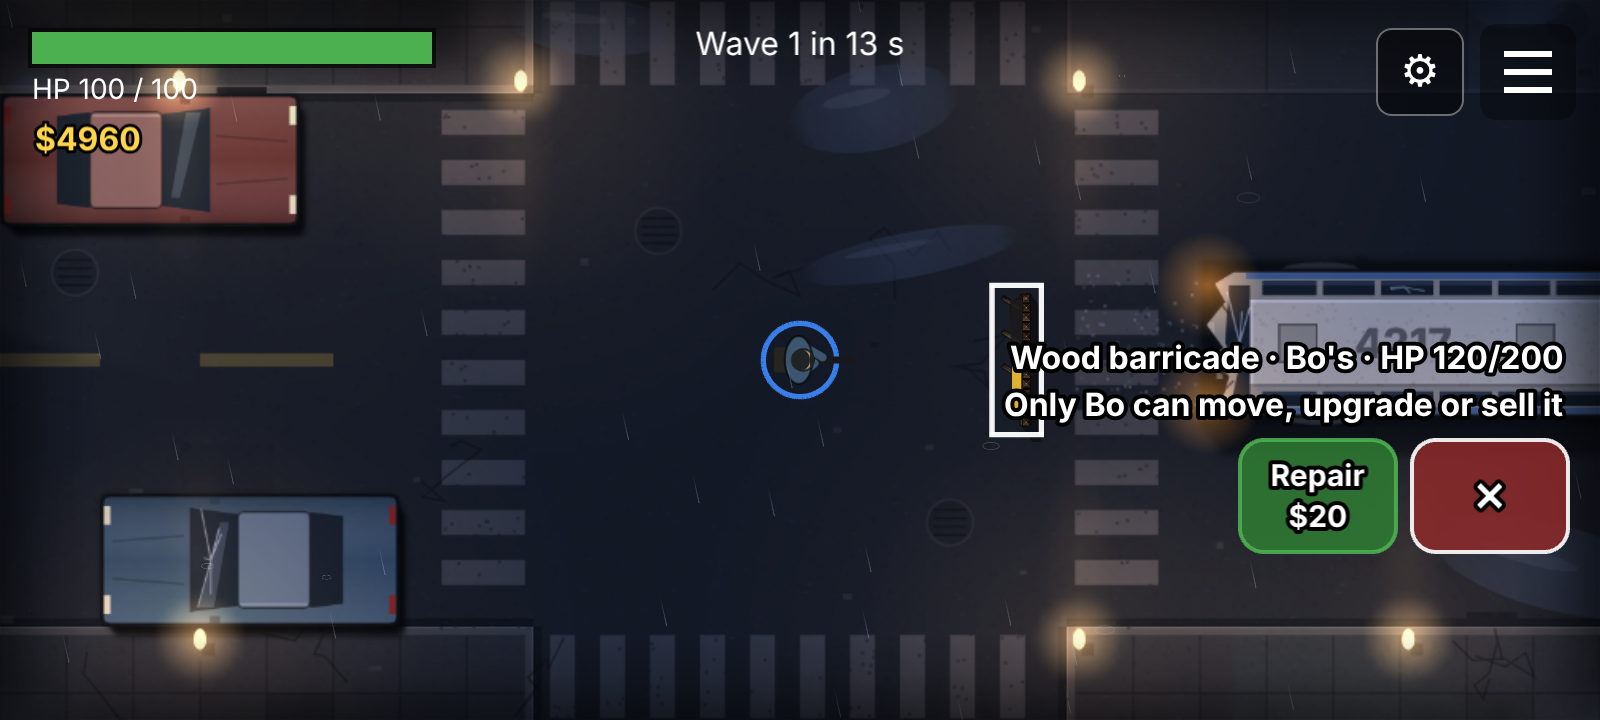 Wave 1 in 13 s
HP 100 / 100
$4960
4217
Wood barricade · Bo's · HP 120/200
Only Bo can move, upgrade or sell it
Repair
$20
×